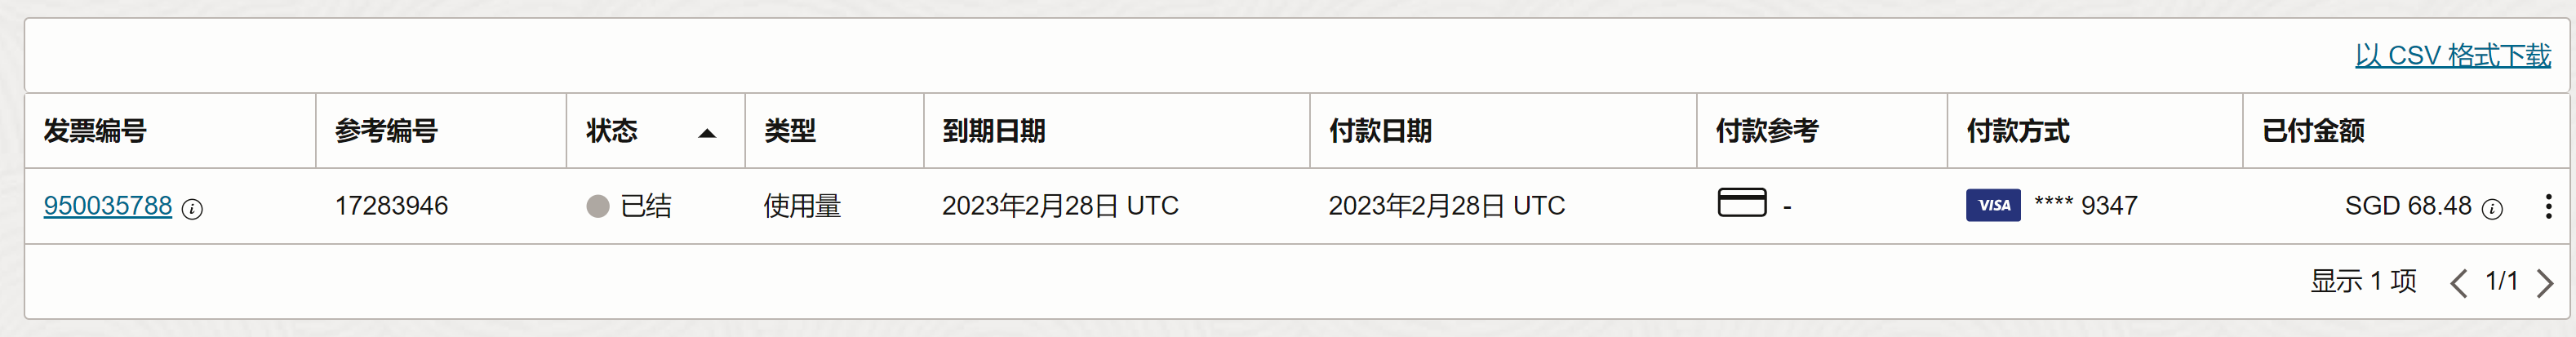 以 CSV 格式下载
发票编号 参考编号 状态 类型 到期日期 付款日期 付款参考 付款方式 已付金额
950035788 17283946 已结 使用量 2023年2月28日 UTC 2023年2月28日 UTC - VISA **** 9347 SGD 68.48
显示 1 项 1/1